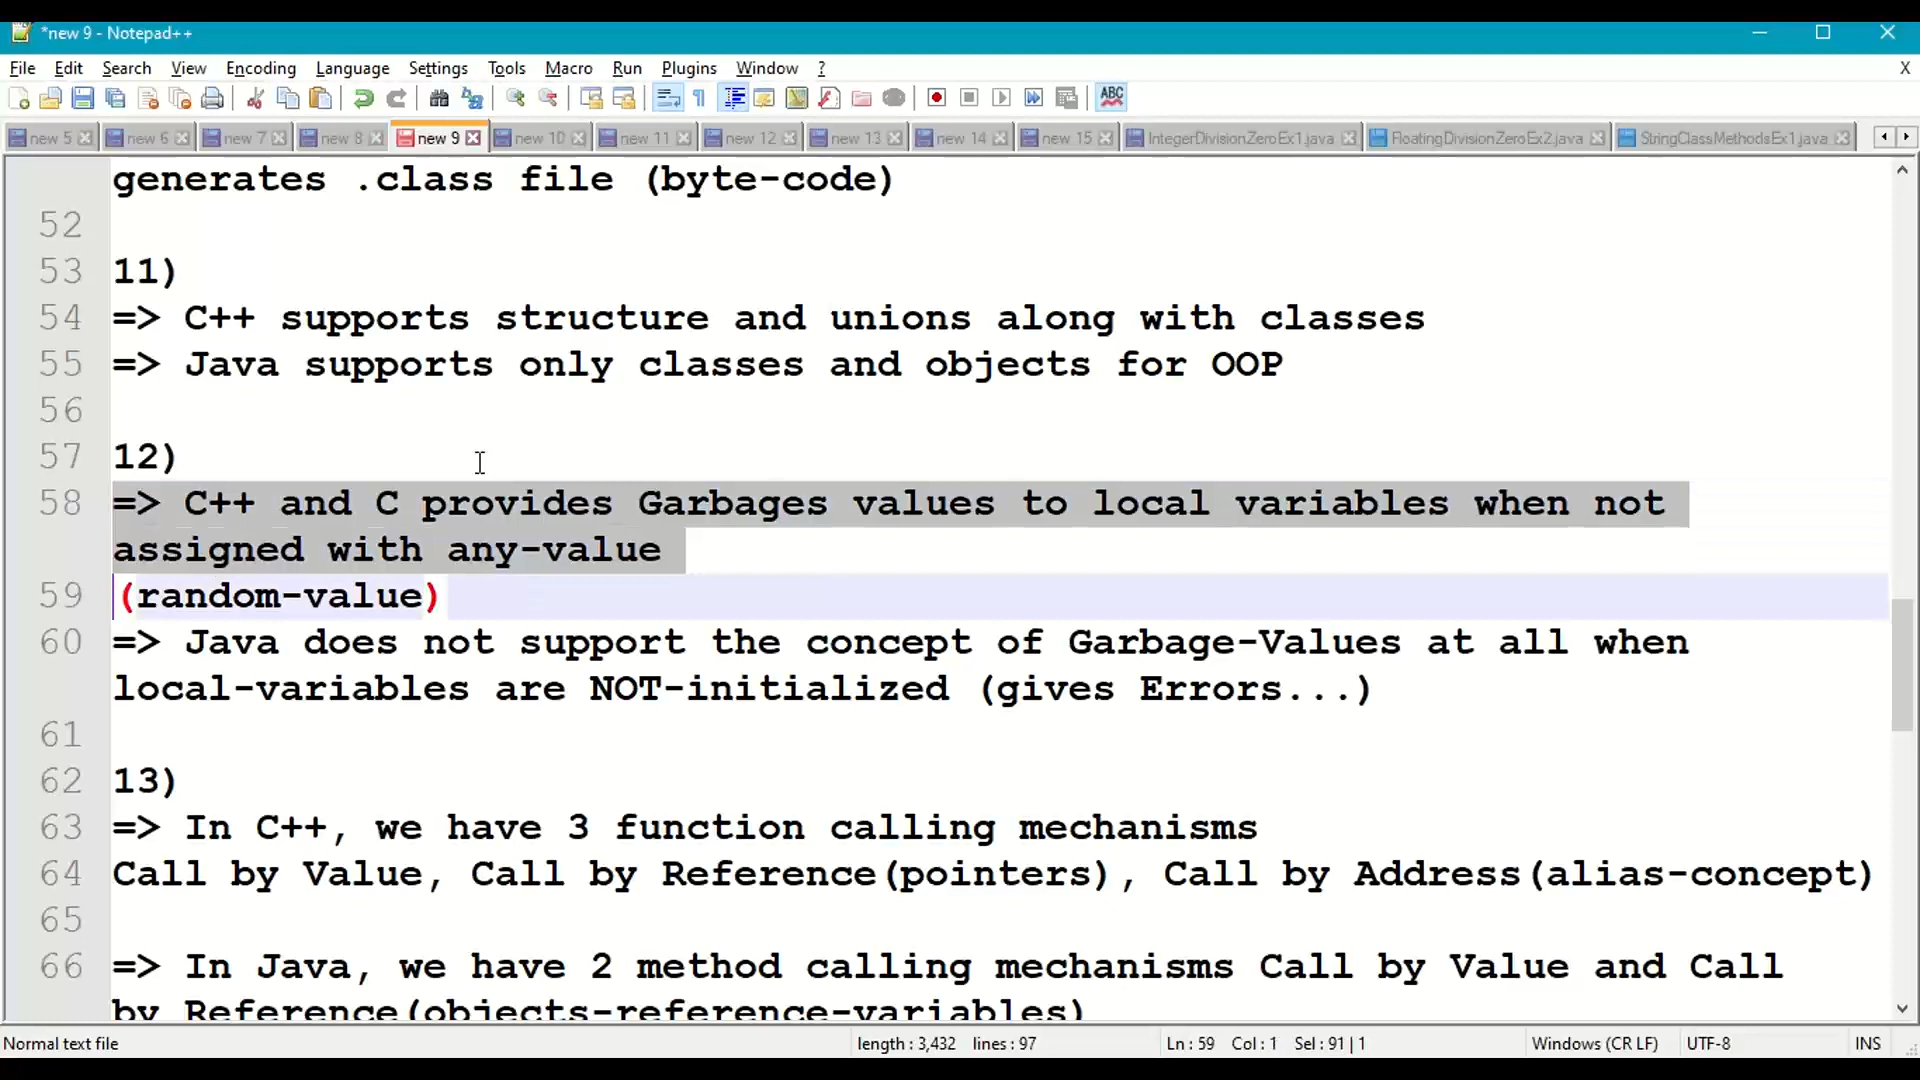 *new 9 - Notepad++
File Edit Search View Encoding Language Settings Tools Macro Run Plugins Window ? X
ABC
new 5 new 6 new 7 new 8 new 9 new 10 new 11 new 12 new 13 new 14 new 15 IntegerDivisionZeroEx1.java FloatingDivisionZeroEx2.java StringClassMethodsEx1.java
generates .class file (byte-code)
52
53 11)
54 => C++ supports structure and unions along with classes
55 => Java supports only classes and objects for OOP
56
57 12)
58 => C++ and C provides Garbages values to local variables when not
assigned with any-value
59 (random-value)
60 => Java does not support the concept of Garbage-Values at all when
local-variables are NOT-initialized (gives Errors...)
61
62 13)
63 => In C++, we have 3 function calling mechanisms
64 Call by Value, Call by Reference(pointers), Call by Address(alias-concept)
65
66 => In Java, we have 2 method calling mechanisms Call by Value and Call
by Reference(objects-reference-variables)
Normal text file length : 3,432 lines : 97 Ln : 59 Col : 1 Sel : 91 | 1 Windows (CR LF) UTF-8 INS